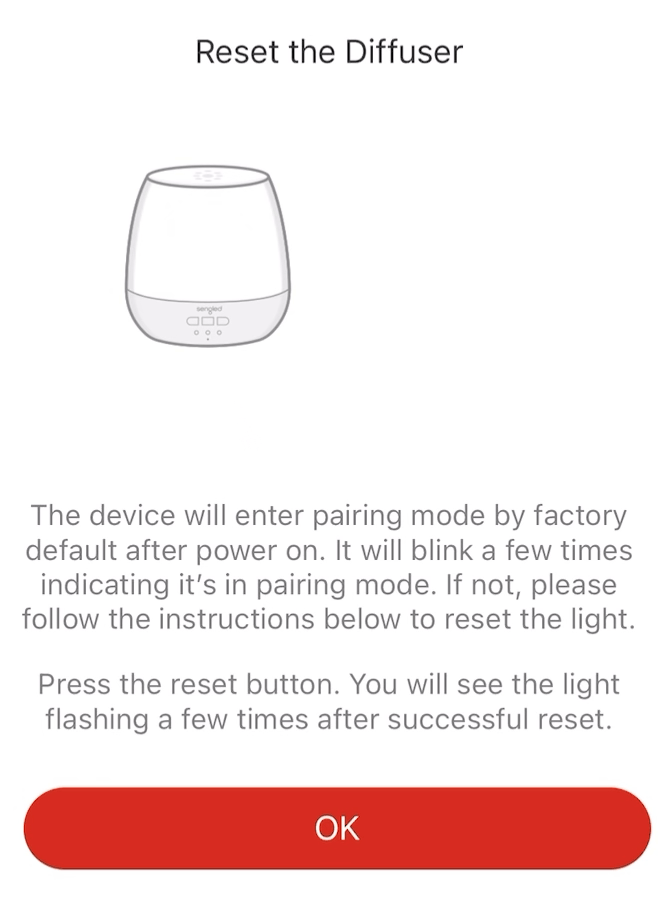 Reset the Diffuser
sengled
The device will enter pairing mode by factory
default after power on. It will blink a few times
indicating it’s in pairing mode. If not, please
follow the instructions below to reset the light.
Press the reset button. You will see the light
flashing a few times after successful reset.
OK